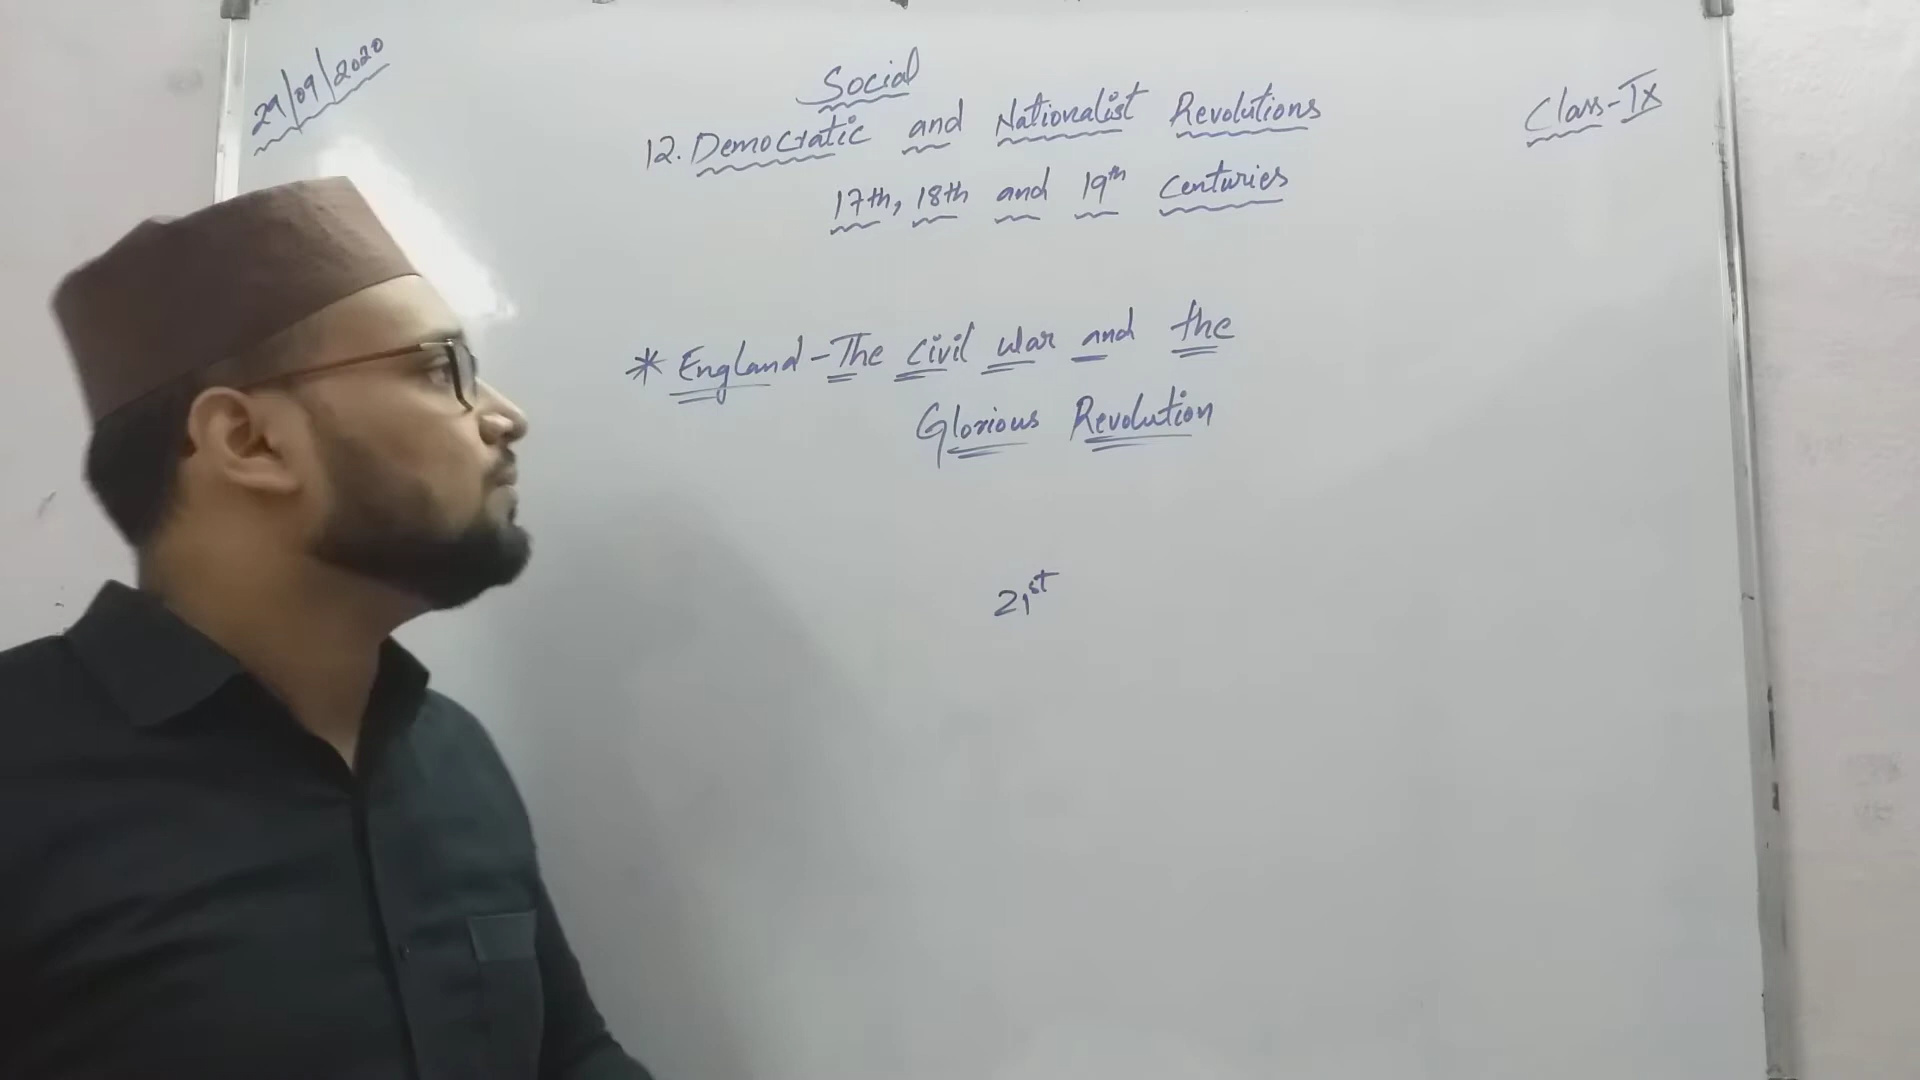 29/09/2020
Social
Class-IX
12. Democratic and Nationalist Revolutions
17th, 18th and 19th Centuries
* England - The Civil War and the
Glorious Revolution
21st